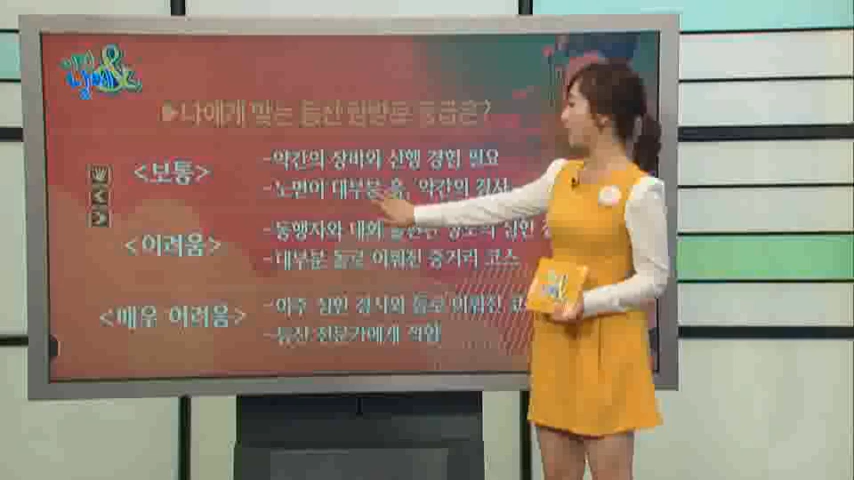 ▶나에게 맞는 등산 탐방로 등급은?
<보통>
-약간의 장비와 산행 경험 필요
-노면이 대부분 흙, 약간의 경사
<어려움>
-동행자와 대화 불편한 정도의 심한
-대부분 돌로 이뤄진 중거리 코스
<매우 어려움>
-아주 심한 경사와 돌로 이뤄진
-등산 전문가에게 적합